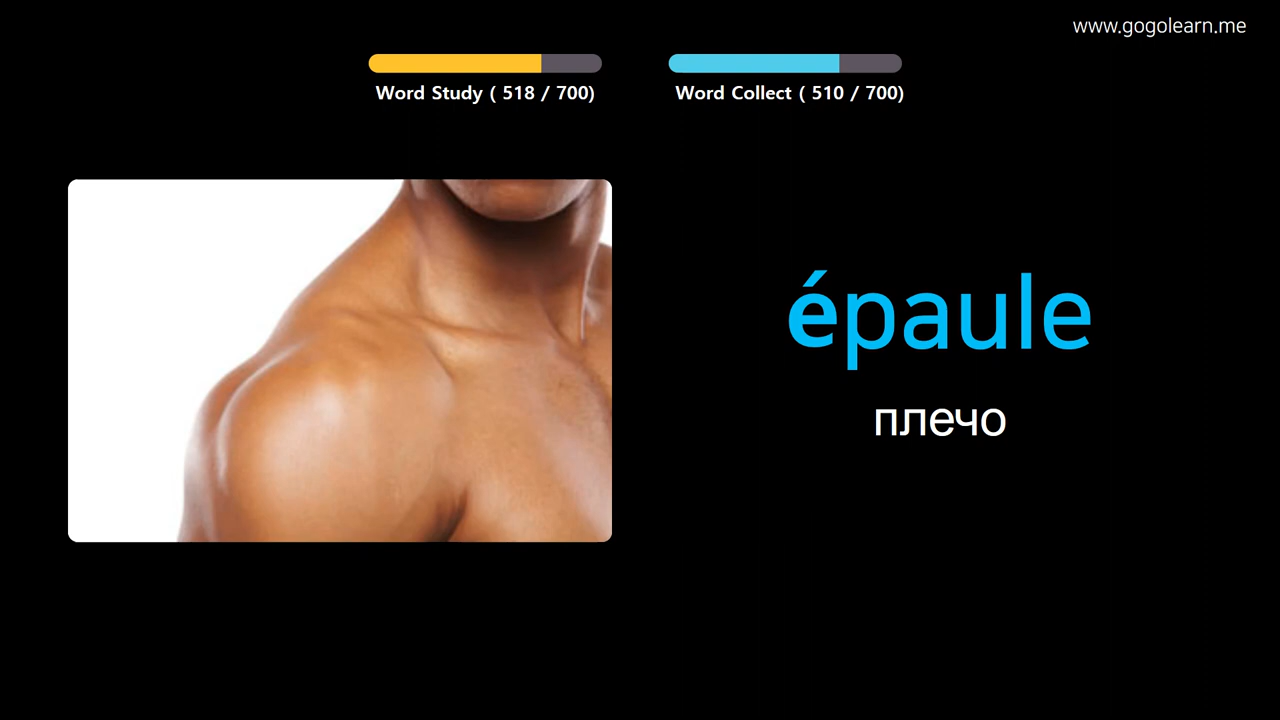 www.gogolearn.me
Word Study ( 518 / 700)
Word Collect ( 510 / 700)
épaule
плечо